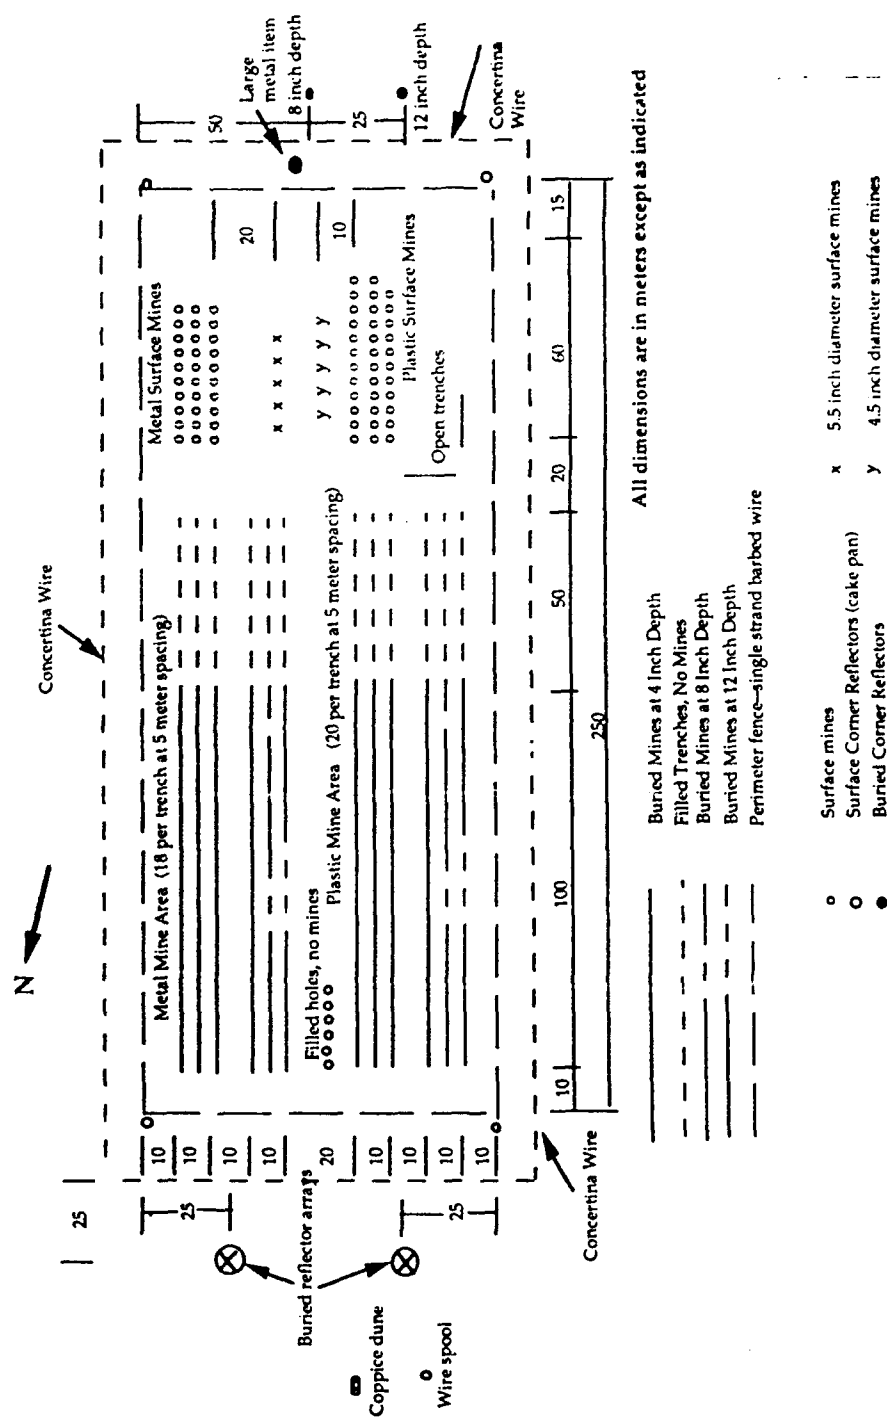 N
Concertina Wire
Large
metal item
8 inch depth
12 inch depth
Concertina
Wire
50
25
Metal Mine Area (18 per trench at 5 meter spacing)
Metal Surface Mines
20
x x x x x
y y y y y
10
Filled holes, no mines
Plastic Mine Area (20 per trench at 5 meter spacing)
Plastic Surface Mines
Open trenches
25
25
25
10
10
10
10
20
10
10
10
10
Buried reflector arrays
Coppice dune
Wire spool
Concertina Wire
10
100
50
20
60
15
250
All dimensions are in meters except as indicated
Buried Mines at 4 Inch Depth
Filled Trenches, No Mines
Buried Mines at 8 Inch Depth
Buried Mines at 12 Inch Depth
Perimeter fence-single strand barbed wire
Surface mines
Surface Corner Reflectors (cake pan)
Buried Corner Reflectors
x 5.5 inch diameter surface mines
y 4.5 inch diameter surface mines